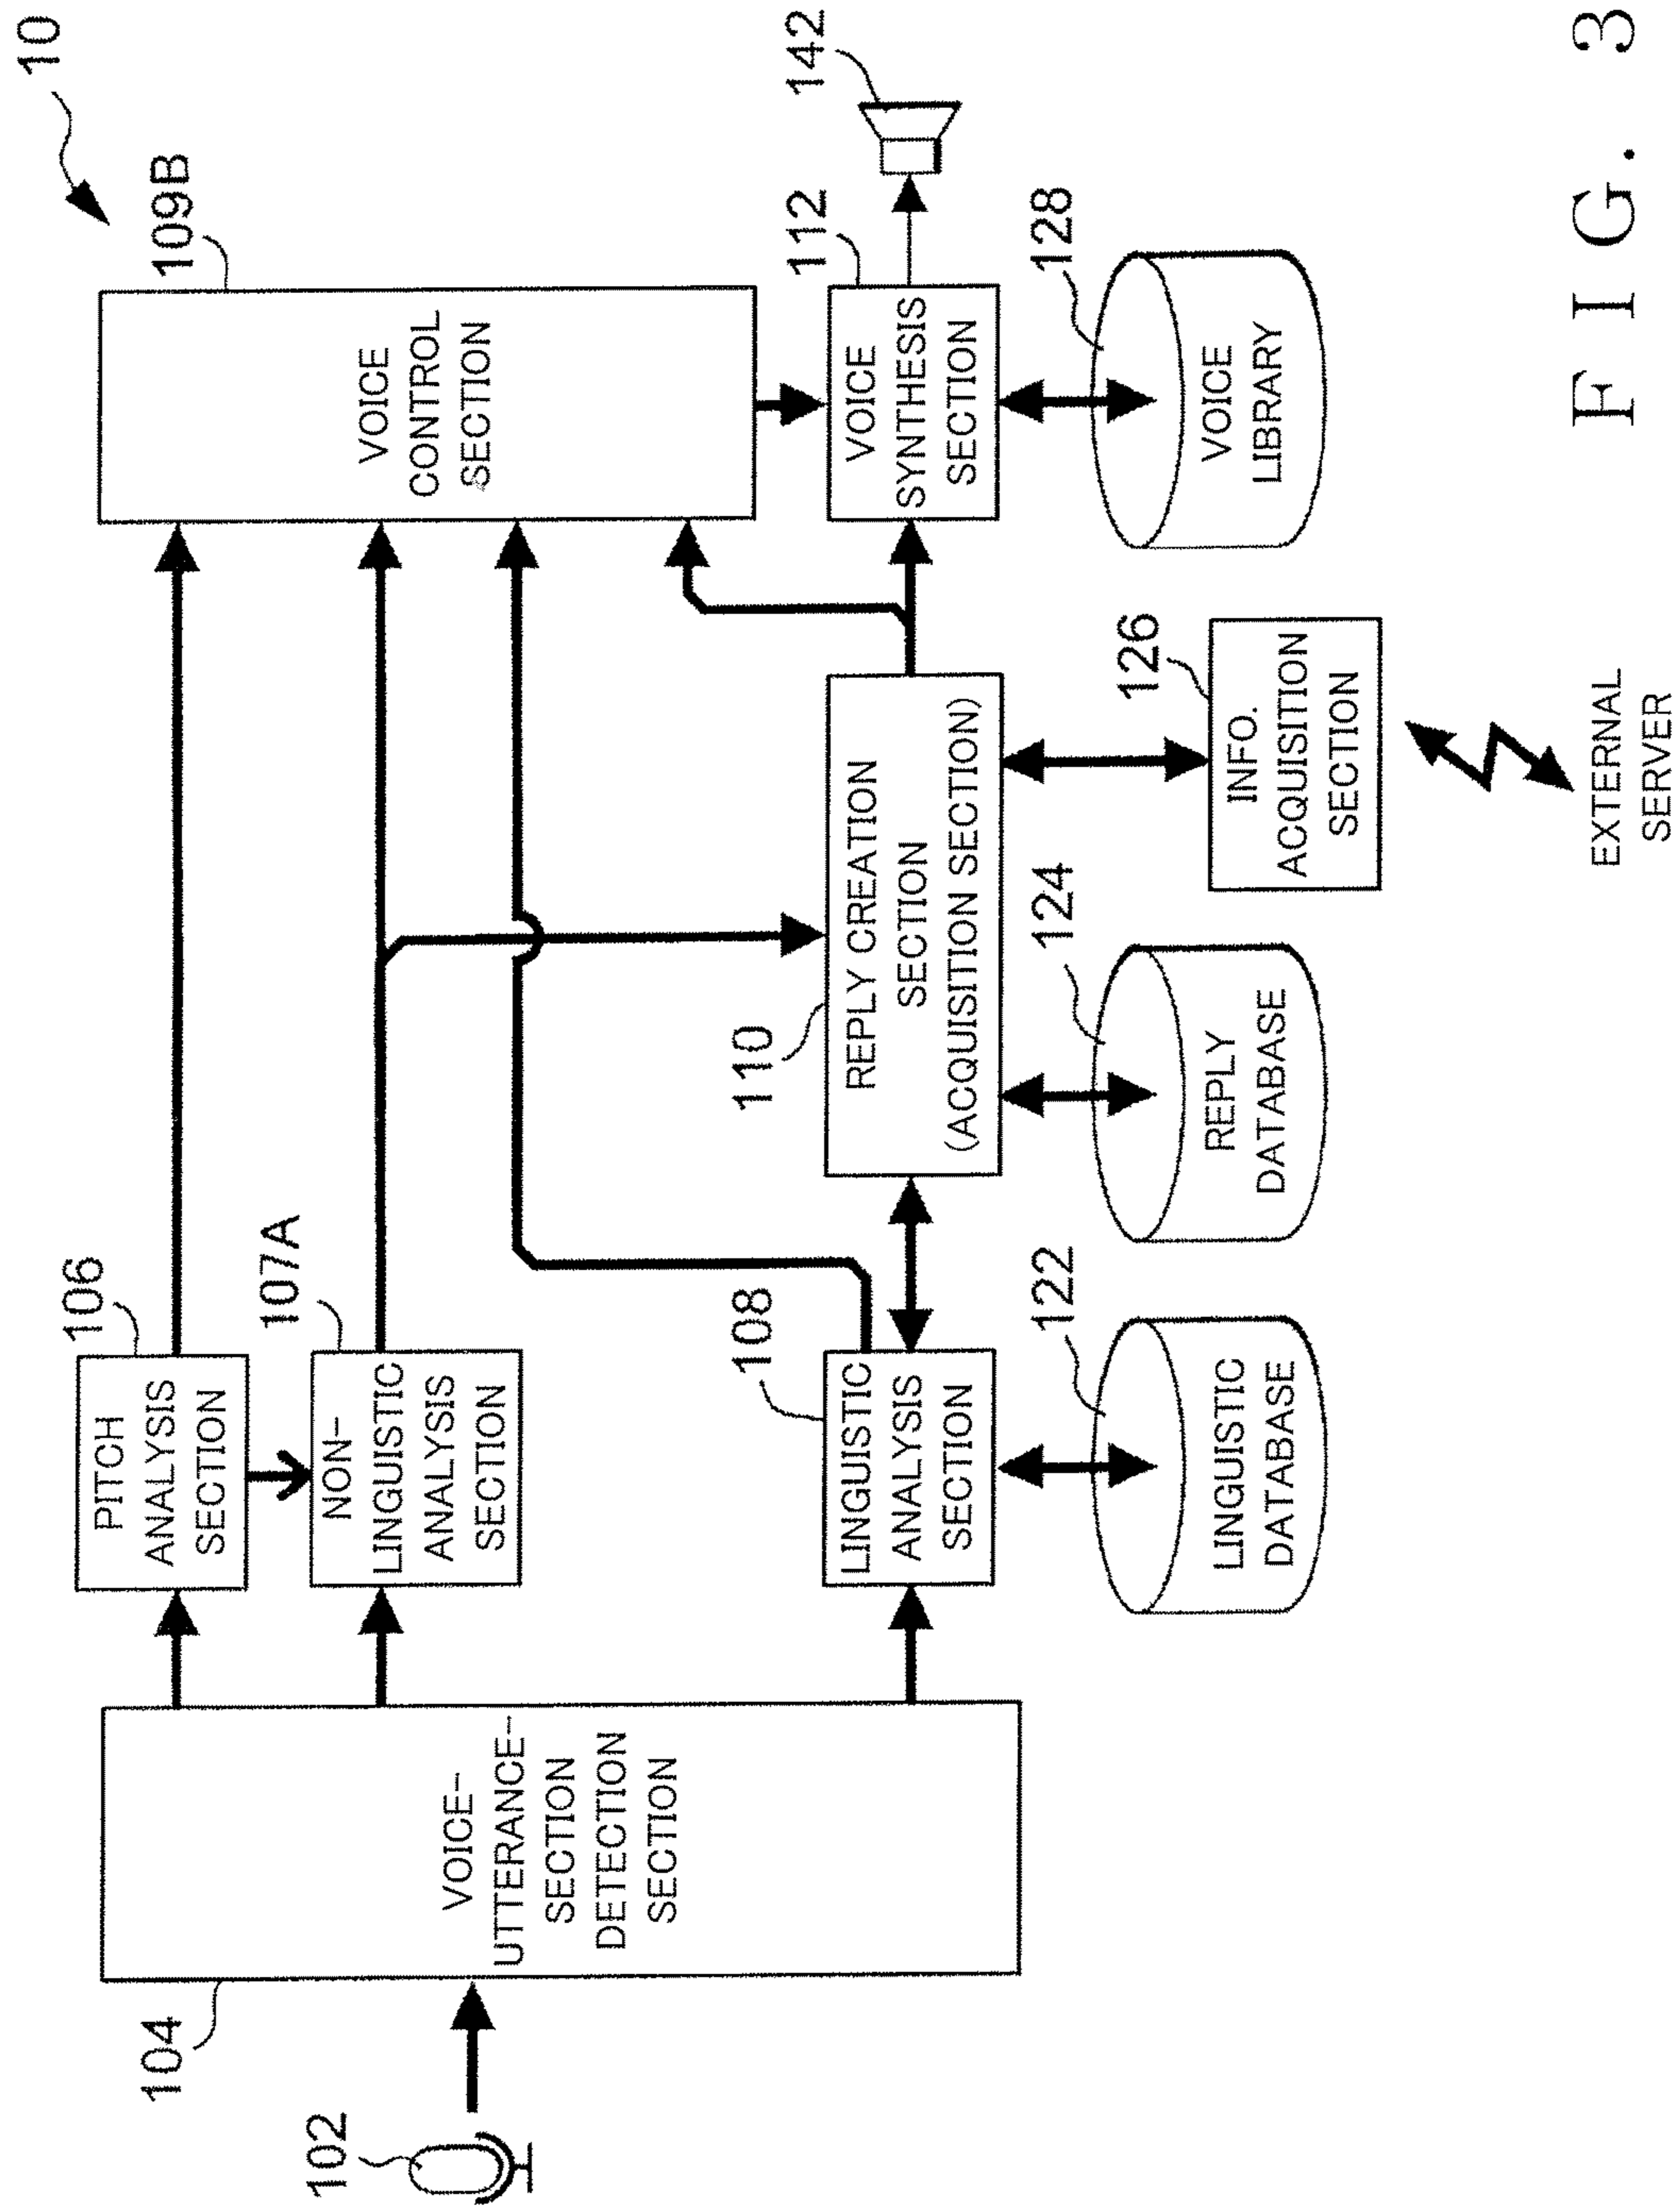 10
102
104
VOICE-
UTTERANCE-
SECTION
DETECTION
SECTION
106
PITCH
ANALYSIS
SECTION
107A
NON-
LINGUISTIC
ANALYSIS
SECTION
108
LINGUISTIC
ANALYSIS
SECTION
122
LINGUISTIC
DATABASE
110
REPLY CREATION
SECTION
(ACQUISITION SECTION)
124
REPLY
DATABASE
126
INFO.
ACQUISITION
SECTION
EXTERNAL
SERVER
109B
VOICE
CONTROL
SECTION
112
VOICE
SYNTHESIS
SECTION
142
128
VOICE
LIBRARY
FIG. 3